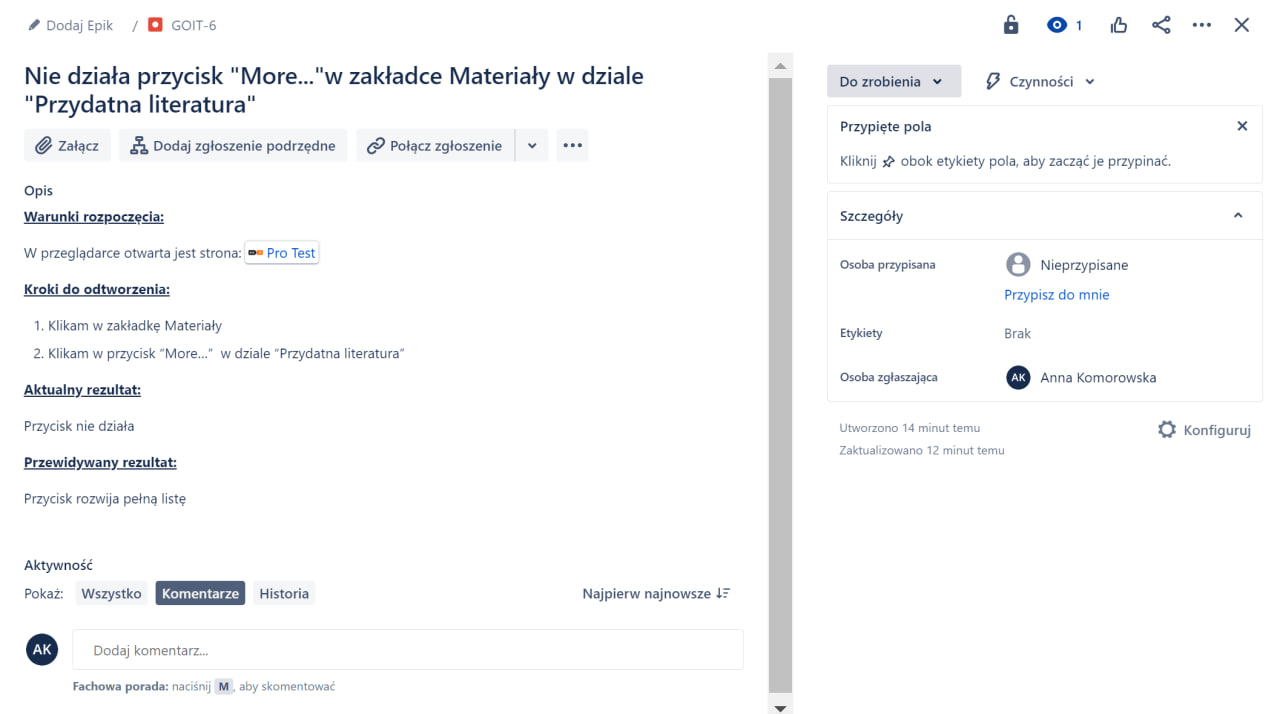 Dodaj Epik / GOIT-6
1
Nie działa przycisk "More..."w zakładce Materiały w dziale
"Przydatna literatura"
Załącz Dodaj zgłoszenie podrzędne Połącz zgłoszenie
Opis
Warunki rozpoczęcia:
W przeglądarce otwarta jest strona: Pro Test
Kroki do odtworzenia:
1. Klikam w zakładkę Materiały
2. Klikam w przycisk “More...”  w dziale “Przydatna literatura”
Aktualny rezultat:
Przycisk nie działa
Przewidywany rezultat:
Przycisk rozwija pełną listę
Aktywność
Pokaż: Wszystko Komentarze Historia Najpierw najnowsze
AK Dodaj komentarz...
Fachowa porada: naciśnij M, aby skomentować
Do zrobienia Czynności
Przypięte pola
Kliknij obok etykiety pola, aby zacząć je przypinać.
Szczegóły
Osoba przypisana Nieprzypisane
Przypisz do mnie
Etykiety Brak
Osoba zgłaszająca AK Anna Komorowska
Utworzono 14 minut temu Konfiguruj
Zaktualizowano 12 minut temu